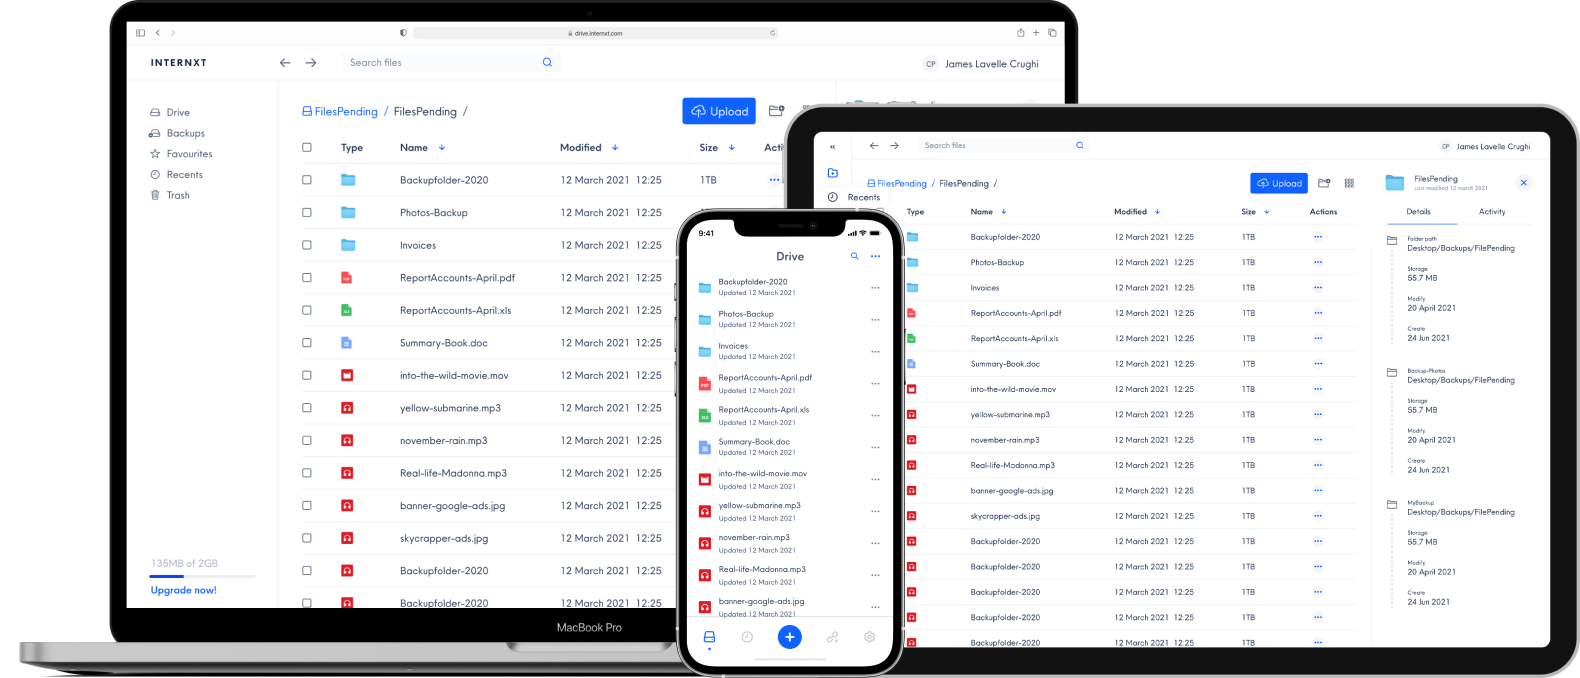 drive.internxt.com
INTERNXT
Search files
CP James Lavelle Crughi
Drive
Backups
Favourites
Recents
Trash
135MB of 2GB
Upgrade now!
FilesPending / FilesPending /
Upload
Type Name Modified Size Acti
Backupfolder-2020 12 March 2021 12:25 1TB
Photos-Backup 12 March 2021 12:25
Invoices 12 March 2021 12:25
ReportAccounts-April.pdf 12 March 2021 12:25
ReportAccounts-April.xls 12 March 2021 12:25
Summary-Book.doc 12 March 2021 12:25
into-the-wild-movie.mov 12 March 2021 12:25
yellow-submarine.mp3 12 March 2021 12:25
november-rain.mp3 12 March 2021 12:25
Real-life-Madonna.mp3 12 March 2021 12:25
banner-google-ads.jpg 12 March 2021 12:25
skycrapper-ads.jpg 12 March 2021 12:25
Backupfolder-2020 12 March 2021 12:25
Backupfolder-2020 12 March 2021 12:25
MacBook Pro
9:41
Drive
Backupfolder-2020
Updated 12 March 2021
Photos-Backup
Updated 12 March 2021
Invoices
Updated 12 March 2021
PDF ReportAccounts-April.pdf
Updated 12 March 2021
XLS ReportAccounts-April.xls
Updated 12 March 2021
Summary-Book.doc
Updated 12 March 2021
into-the-wild-movie.mov
Updated 12 March 2021
yellow-submarine.mp3
Updated 12 March 2021
november-rain.mp3
Updated 12 March 2021
Real-life-Madonna.mp3
Updated 12 March 2021
banner-google-ads.jpg
Updated 12 March 2021
Search files
CP James Lavelle Crughi
Recents
FilesPending / FilesPending /
Upload
Type Name Modified Size Actions
Backupfolder-2020 12 March 2021 12:25 1TB
Photos-Backup 12 March 2021 12:25 1TB
Invoices 12 March 2021 12:25 1TB
ReportAccounts-April.pdf 12 March 2021 12:25 1TB
ReportAccounts-April.xls 12 March 2021 12:25 1TB
Summary-Book.doc 12 March 2021 12:25 1TB
into-the-wild-movie.mov 12 March 2021 12:25 1TB
yellow-submarine.mp3 12 March 2021 12:25 1TB
november-rain.mp3 12 March 2021 12:25 1TB
Real-life-Madonna.mp3 12 March 2021 12:25 1TB
banner-google-ads.jpg 12 March 2021 12:25 1TB
skycrapper-ads.jpg 12 March 2021 12:25 1TB
Backupfolder-2020 12 March 2021 12:25 1TB
Backupfolder-2020 12 March 2021 12:25 1TB
Backupfolder-2020 12 March 2021 12:25 1TB
Backupfolder-2020 12 March 2021 12:25 1TB
Backupfolder-2020 12 March 2021 12:25 1TB
FilesPending
Last modified 12 march 2021
Details Activity
Folder path
Desktop/Backups/FilePending
Storage
55.7 MB
Modify
20 April 2021
Create
24 Jun 2021
Backup-Photos
Desktop/Backups/FilePending
Storage
55.7 MB
Modify
20 April 2021
Create
24 Jun 2021
MyBackup
Desktop/Backups/FilePending
Storage
55.7 MB
Modify
20 April 2021
Create
24 Jun 2021